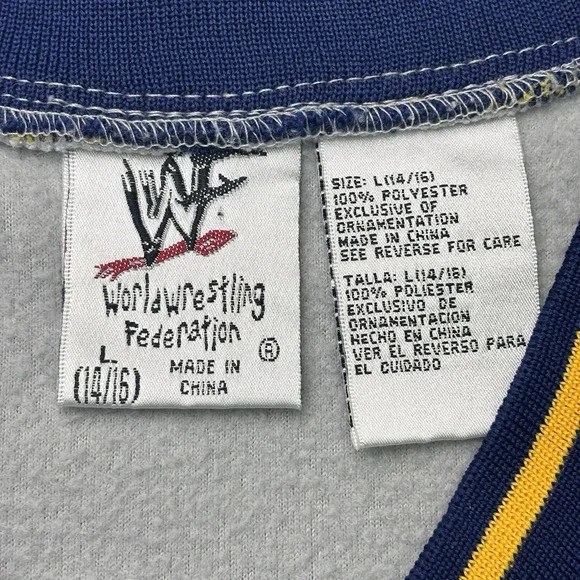 WF
Worldwrestling
Federation
®
L
(14/16)
MADE IN
CHINA
SIZE: L(14/16)
100% POLYESTER
EXCLUSIVE OF
ORNAMENTATION
MADE IN CHINA
SEE REVERSE FOR CARE
TALLA: L(14/16)
100% POLIESTER
EXCLUSIVO DE
ORNAMENTACION
HECHO EN CHINA
VER EL REVERSO PARA
EL CUIDADO